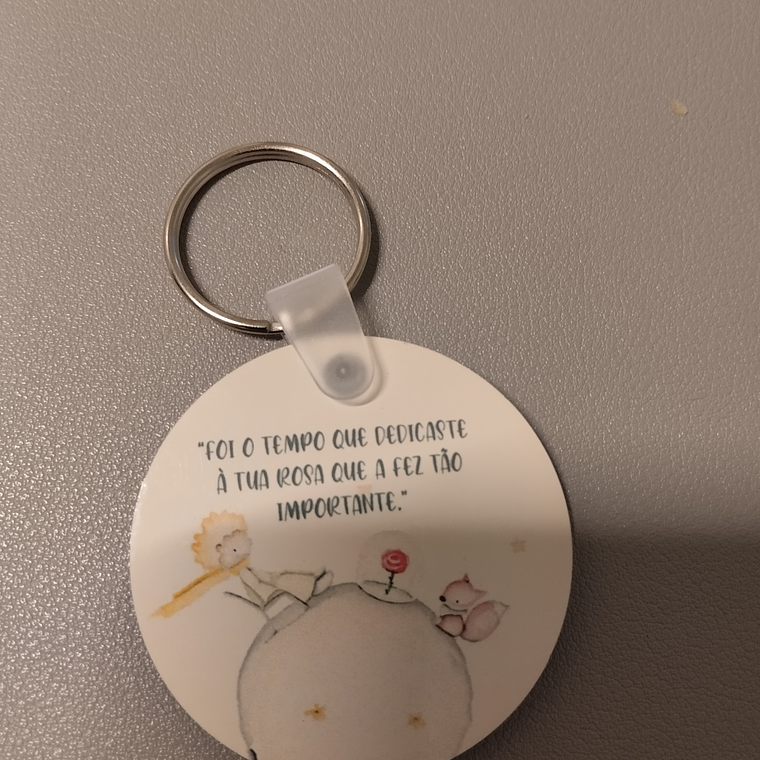 “FOI O TEMPO QUE DEDICASTE
À TUA ROSA QUE A FEZ TÃO
IMPORTANTE.”